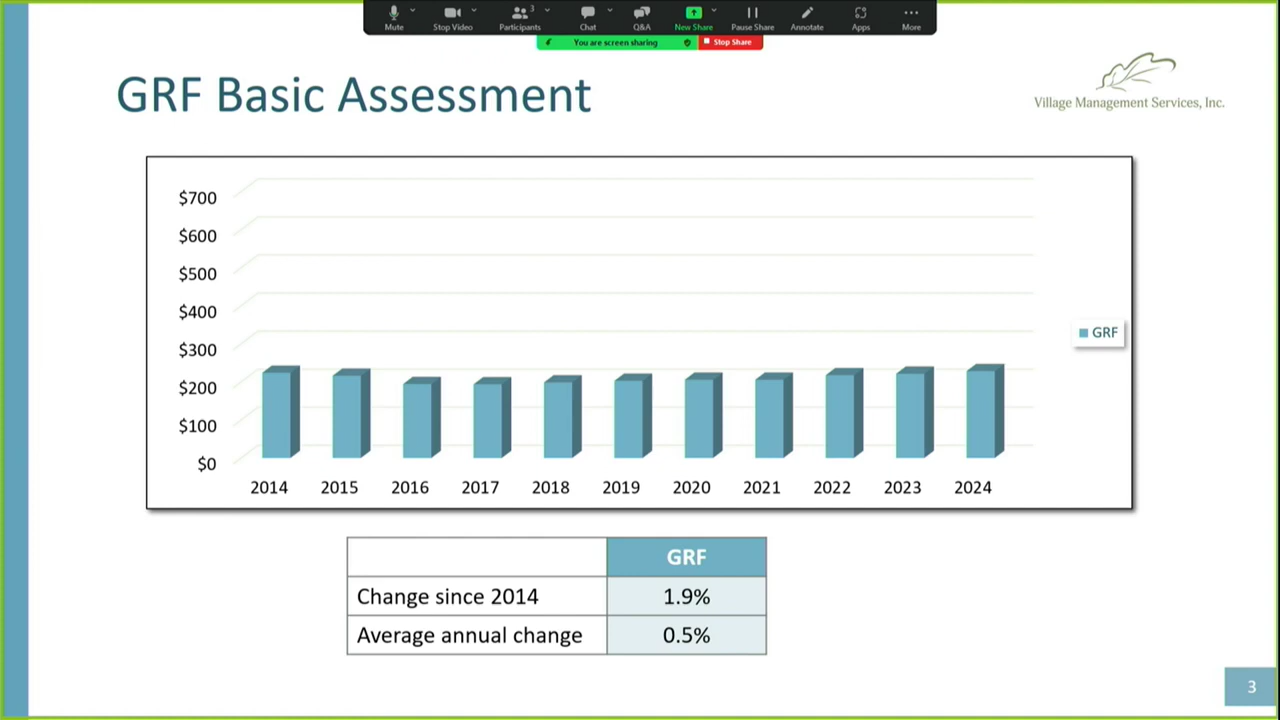 Mute
Stop Video
3
Participants
Chat
Q&A
New Share
Pause Share
Annotate
Apps
More
You are screen sharing
Stop Share
GRF Basic Assessment
Village Management Services, Inc.
$700
$600
$500
$400
$300
$200
$100
$0
2014 2015 2016 2017 2018 2019 2020 2021 2022 2023 2024
GRF
GRF
Change since 2014 1.9%
Average annual change 0.5%
3